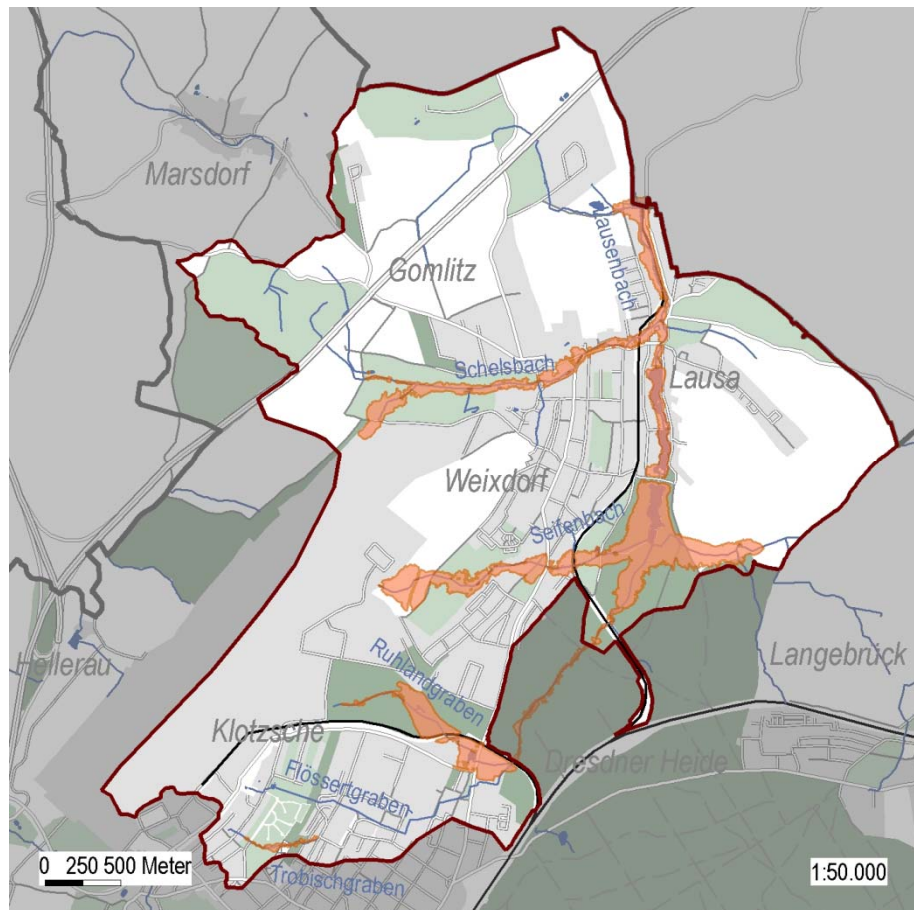 Marsdorf
Lausenbach
Gomlitz
Schelsbach
Lausa
Weixdorf
Seifenbach
Ruhlandgraben
Hellerau
Langebrück
Klotzsche
Dresdner Heide
Flössertgraben
0 250 500 Meter
1:50.000
Trobischgraben